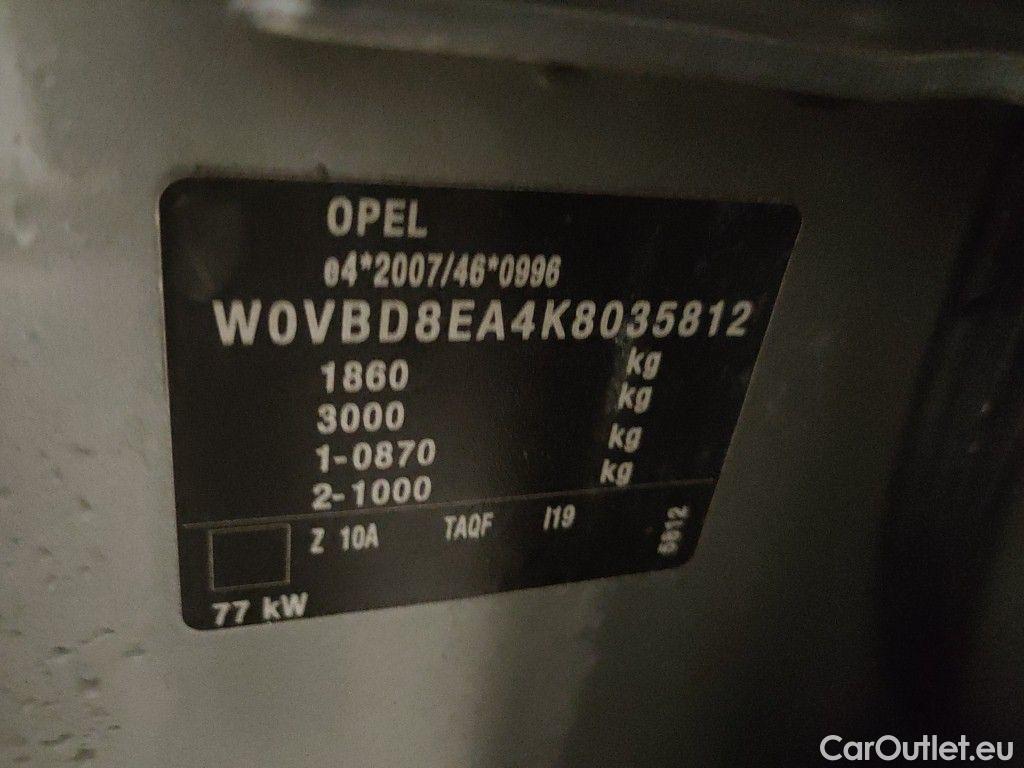 OPEL
e4*2007/46*0996
W0VBD8EA4K8035812
1860 kg
3000 kg
1-0870 kg
2-1000 kg
Z 10A TAQF I19 5812
77 kW
CarOutlet.eu